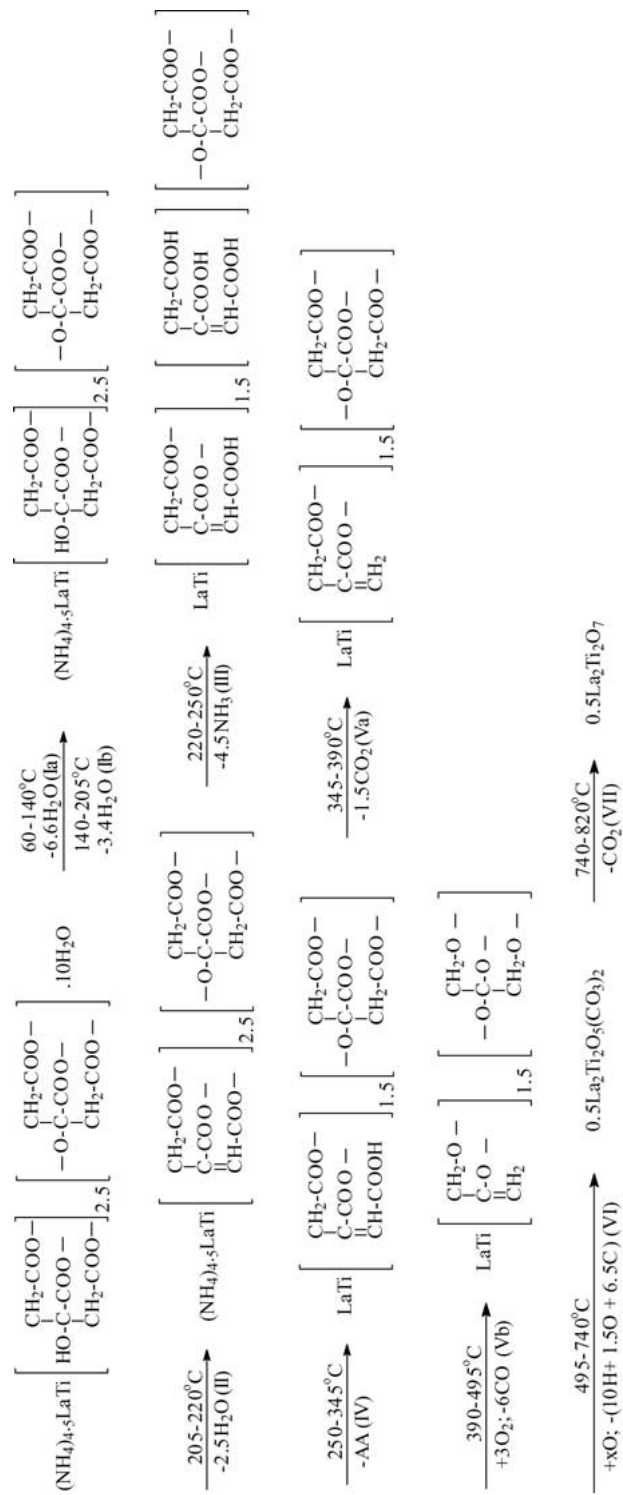 CH₂-COO— CH₂-COO— 60-140°C CH₂-COO— CH₂-COO—
(NH₄)₄.₅LaTi HO-C-COO — —O-C-COO— .10H₂O -6.6H₂O (Ia) (NH₄)₄.₅LaTi HO-C-COO — —O-C-COO—
CH₂-COO— 2.5 CH₂-COO— 140-205°C CH₂-COO— 2.5 CH₂-COO—
-3.4H₂O (Ib)
205-220°C CH₂-COO— CH₂-COO— 220-250°C CH₂-COO— CH₂-COOH CH₂-COO—
-2.5H₂O (II) (NH₄)₄.₅LaTi C-COO — —O-C-COO— -4.5NH₃ (III) LaTi C-COO — C-COOH —O-C-COO—
CH-COO— 2.5 CH₂-COO— CH-COOH 1.5 CH-COOH CH₂-COO—
250-345°C CH₂-COO— CH₂-COO— 345-390°C CH₂-COO— CH₂-COO—
-AA (IV) LaTi C-COO — —O-C-COO— -1.5CO₂ (Va) LaTi C-COO — —O-C-COO—
CH-COOH 1.5 CH₂-COO— CH₂ 1.5 CH₂-COO—
390-495°C CH₂-O— CH₂-O—
+3O₂; -6CO (Vb) LaTi C-O — —O-C-O —
CH₂ 1.5 CH₂-O—
495-740°C 0.5La₂Ti₂O₅(CO₃)₂ 740-820°C 0.5La₂Ti₂O₇
+xO; -(10H+ 1.5O + 6.5C) (VI) -CO₂ (VII)